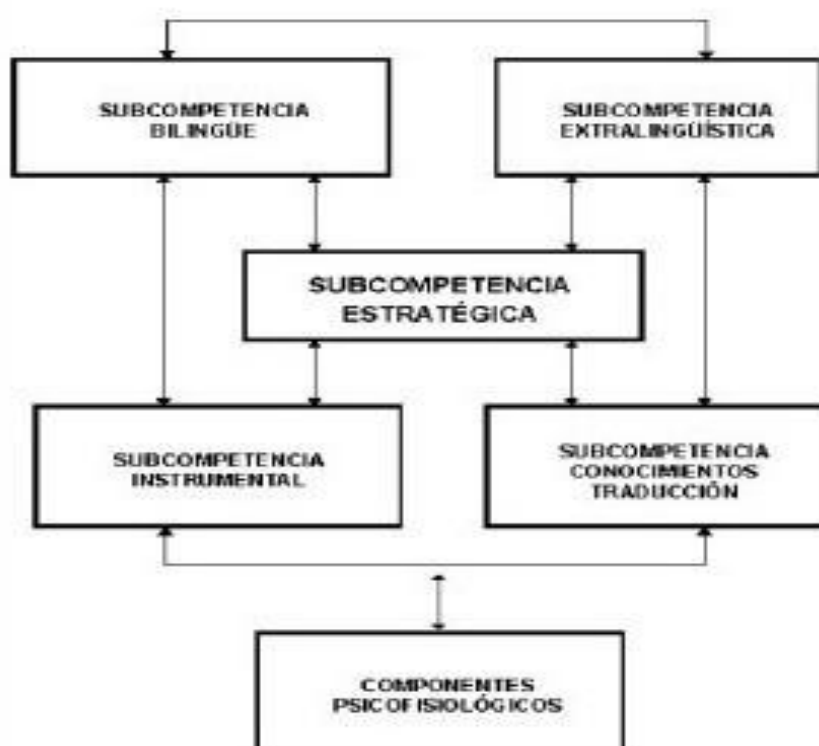 SUBCOMPETENCIA
BILINGÜE
SUBCOMPETENCIA
EXTRALINGÜÍSTICA
SUBCOMPETENCIA
ESTRATÉGICA
SUBCOMPETENCIA
INSTRUMENTAL
SUBCOMPETENCIA
CONOCIMIENTOS
TRADUCCIÓN
COMPONENTES
PSICOFISIOLÓGICOS